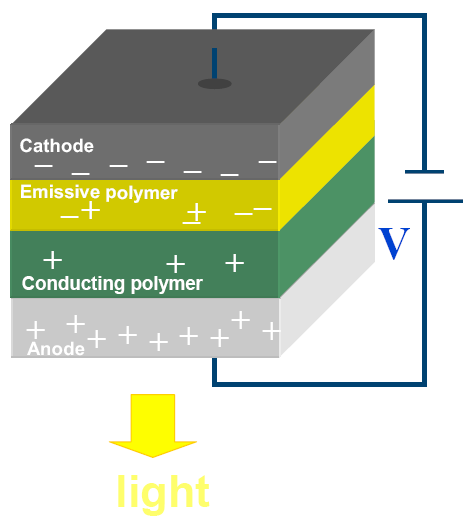 Cathode
Emissive polymer
V
Conducting polymer
Anode
light